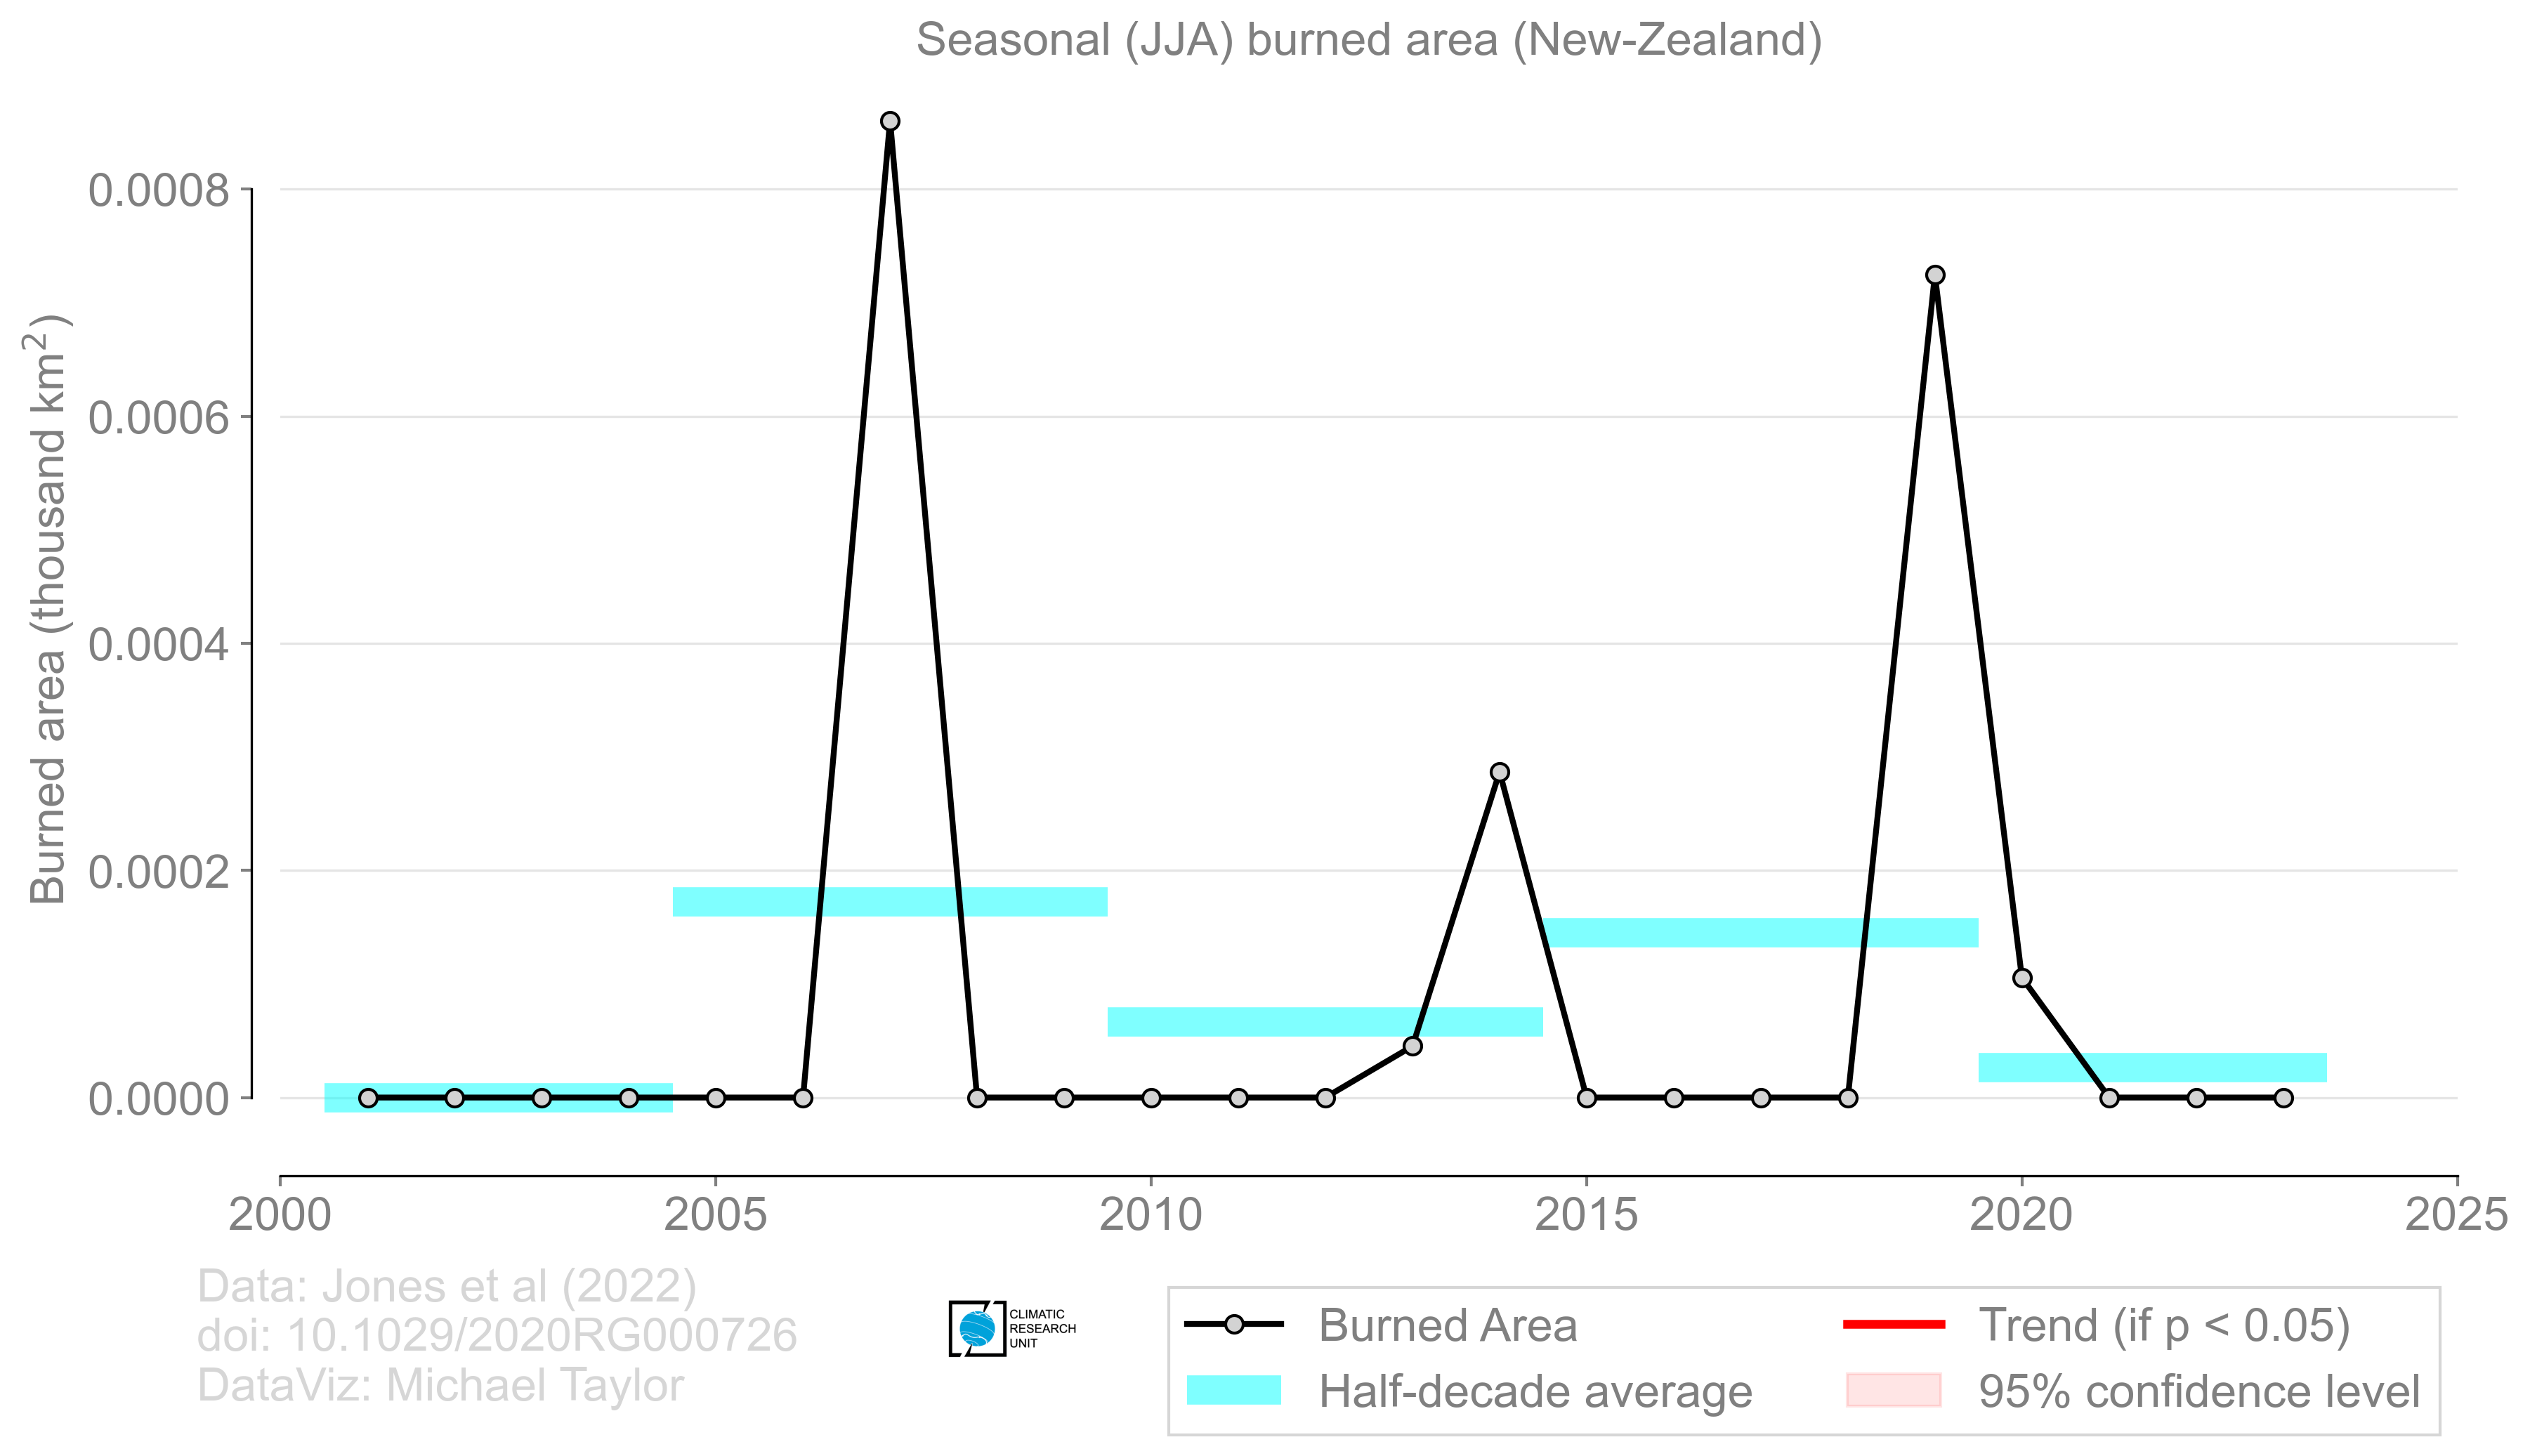 Seasonal (JJA) burned area (New-Zealand)
Burned area (thousand km²)
0.0008
0.0006
0.0004
0.0002
0.0000
2000 2005 2010 2015 2020 2025
Data: Jones et al (2022)
doi: 10.1029/2020RG000726
DataViz: Michael Taylor
CLIMATIC
RESEARCH
UNIT
Burned Area
Half-decade average
Trend (if p < 0.05)
95% confidence level